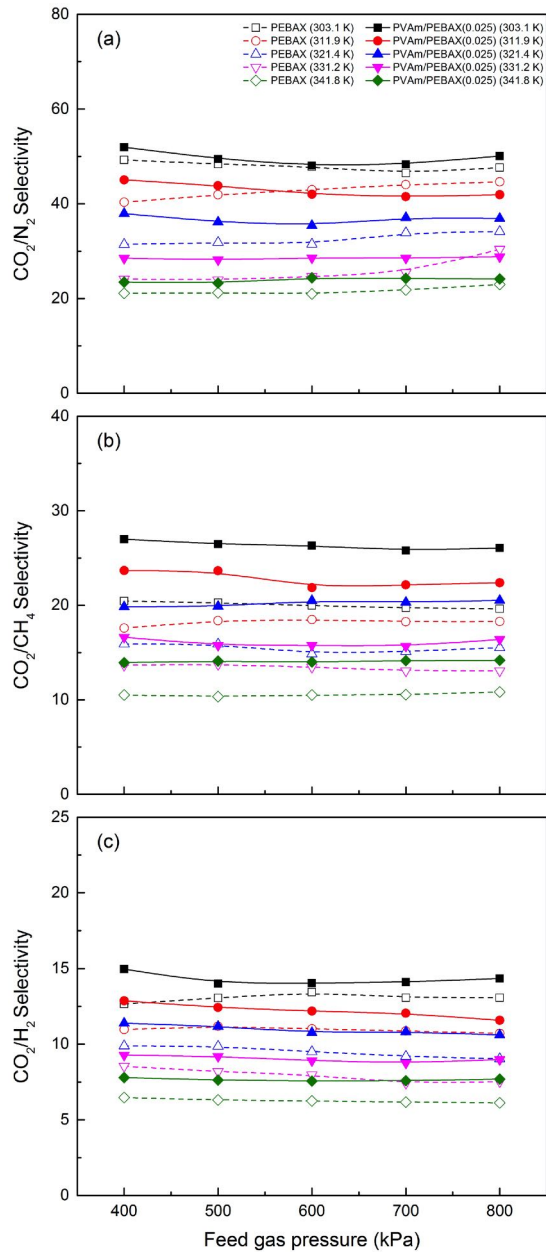 (a)
PEBAX (303.1 K) PVAm/PEBAX(0.025) (303.1 K)
PEBAX (311.9 K) PVAm/PEBAX(0.025) (311.9 K)
PEBAX (321.4 K) PVAm/PEBAX(0.025) (321.4 K)
PEBAX (331.2 K) PVAm/PEBAX(0.025) (331.2 K)
PEBAX (341.8 K) PVAm/PEBAX(0.025) (341.8 K)
80
60
40
20
0
CO₂/N₂ Selectivity
(b)
40
30
20
10
0
CO₂/CH₄ Selectivity
(c)
25
20
15
10
5
0
CO₂/H₂ Selectivity
400 500 600 700 800
Feed gas pressure (kPa)